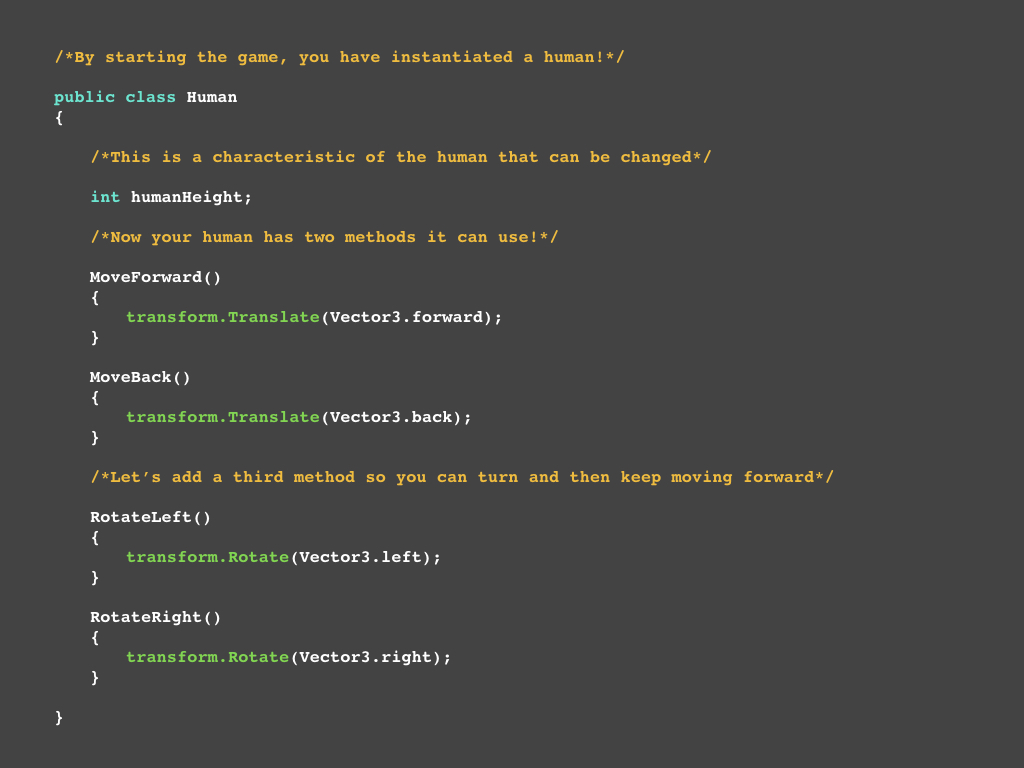 /*By starting the game, you have instantiated a human!*/
public class Human
{
/*This is a characteristic of the human that can be changed*/
int humanHeight;
/*Now your human has two methods it can use!*/
MoveForward()
{
transform.Translate(Vector3.forward);
}
MoveBack()
{
transform.Translate(Vector3.back);
}
/*Let’s add a third method so you can turn and then keep moving forward*/
RotateLeft()
{
transform.Rotate(Vector3.left);
}
RotateRight()
{
transform.Rotate(Vector3.right);
}
}